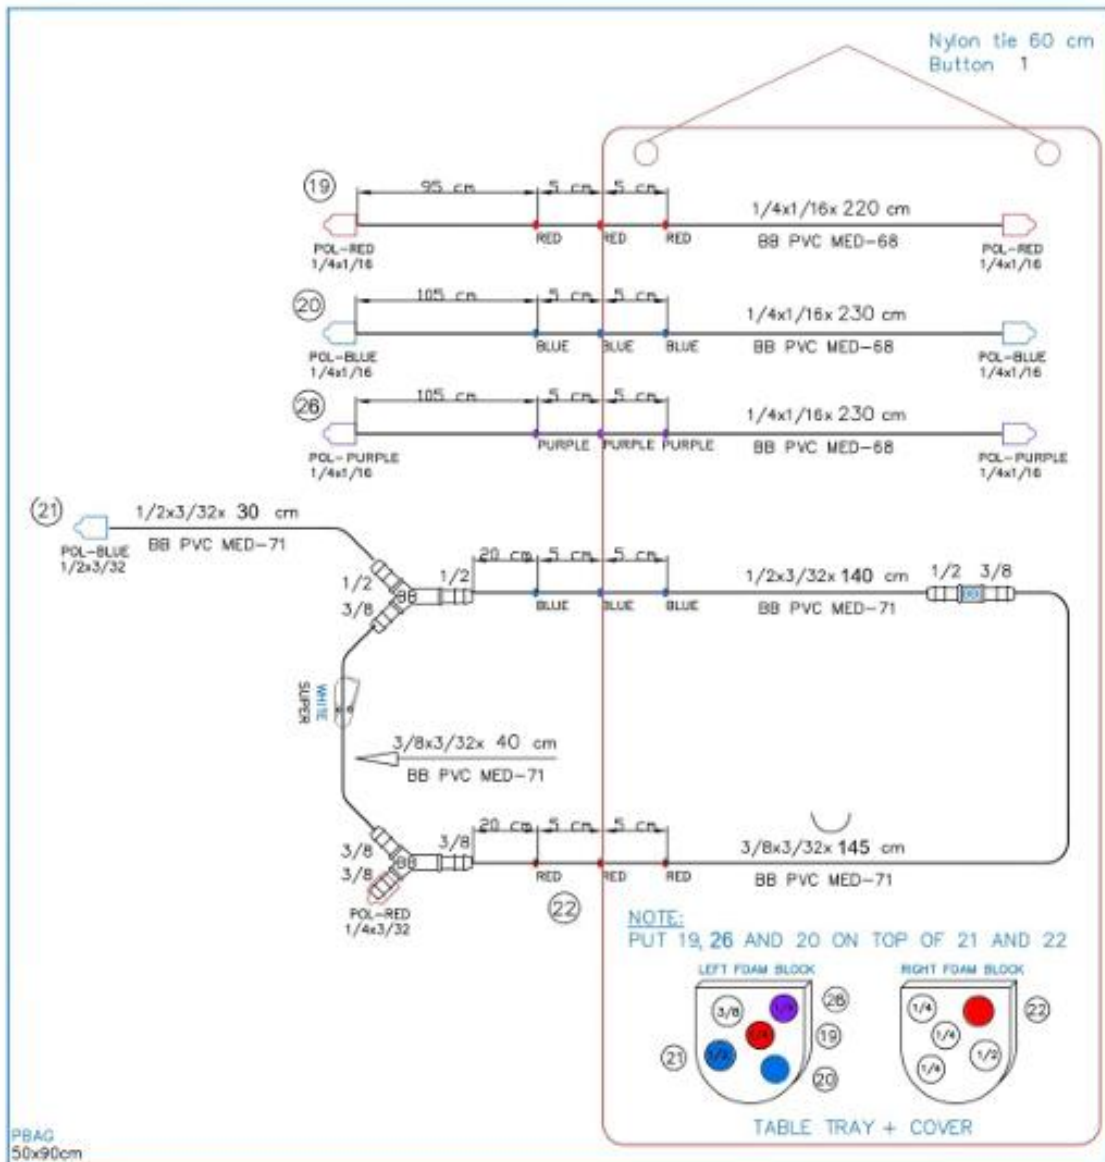 Nylon tie 60 cm
Button 1
19
95 cm
5 cm
5 cm
1/4x1/16x 220 cm
POL-RED
1/4x1/16
RED
RED
RED
BB PVC MED-68
POL-RED
1/4x1/16
20
105 cm
5 cm
5 cm
1/4x1/16x 230 cm
POL-BLUE
1/4x1/16
BLUE
BLUE
BLUE
BB PVC MED-68
POL-BLUE
1/4x1/16
26
105 cm
5 cm
5 cm
1/4x1/16x 230 cm
POL-PURPLE
1/4x1/16
PURPLE
PURPLE
PURPLE
BB PVC MED-68
POL-PURPLE
1/4x1/16
21
1/2x3/32x 30 cm
POL-BLUE
1/2x3/32
BB PVC MED-71
20 cm
5 cm
5 cm
1/2
1/2
3/8
BB
BLUE
BLUE
BLUE
1/2x3/32x 140 cm
BB PVC MED-71
1/2
3/8
WHITE
SUPER
3/8x3/32x 40 cm
BB PVC MED-71
20 cm
5 cm
5 cm
3/8
3/8
3/8
BB
RED
RED
RED
3/8x3/32x 145 cm
BB PVC MED-71
POL-RED
1/4x3/32
22
NOTE:
PUT 19, 26 AND 20 ON TOP OF 21 AND 22
LEFT FOAM BLOCK
RIGHT FOAM BLOCK
3/8
1/4
1/4
1/2
26
19
21
20
1/4
1/4
1/4
1/2
22
TABLE TRAY + COVER
PBAG
50x90cm